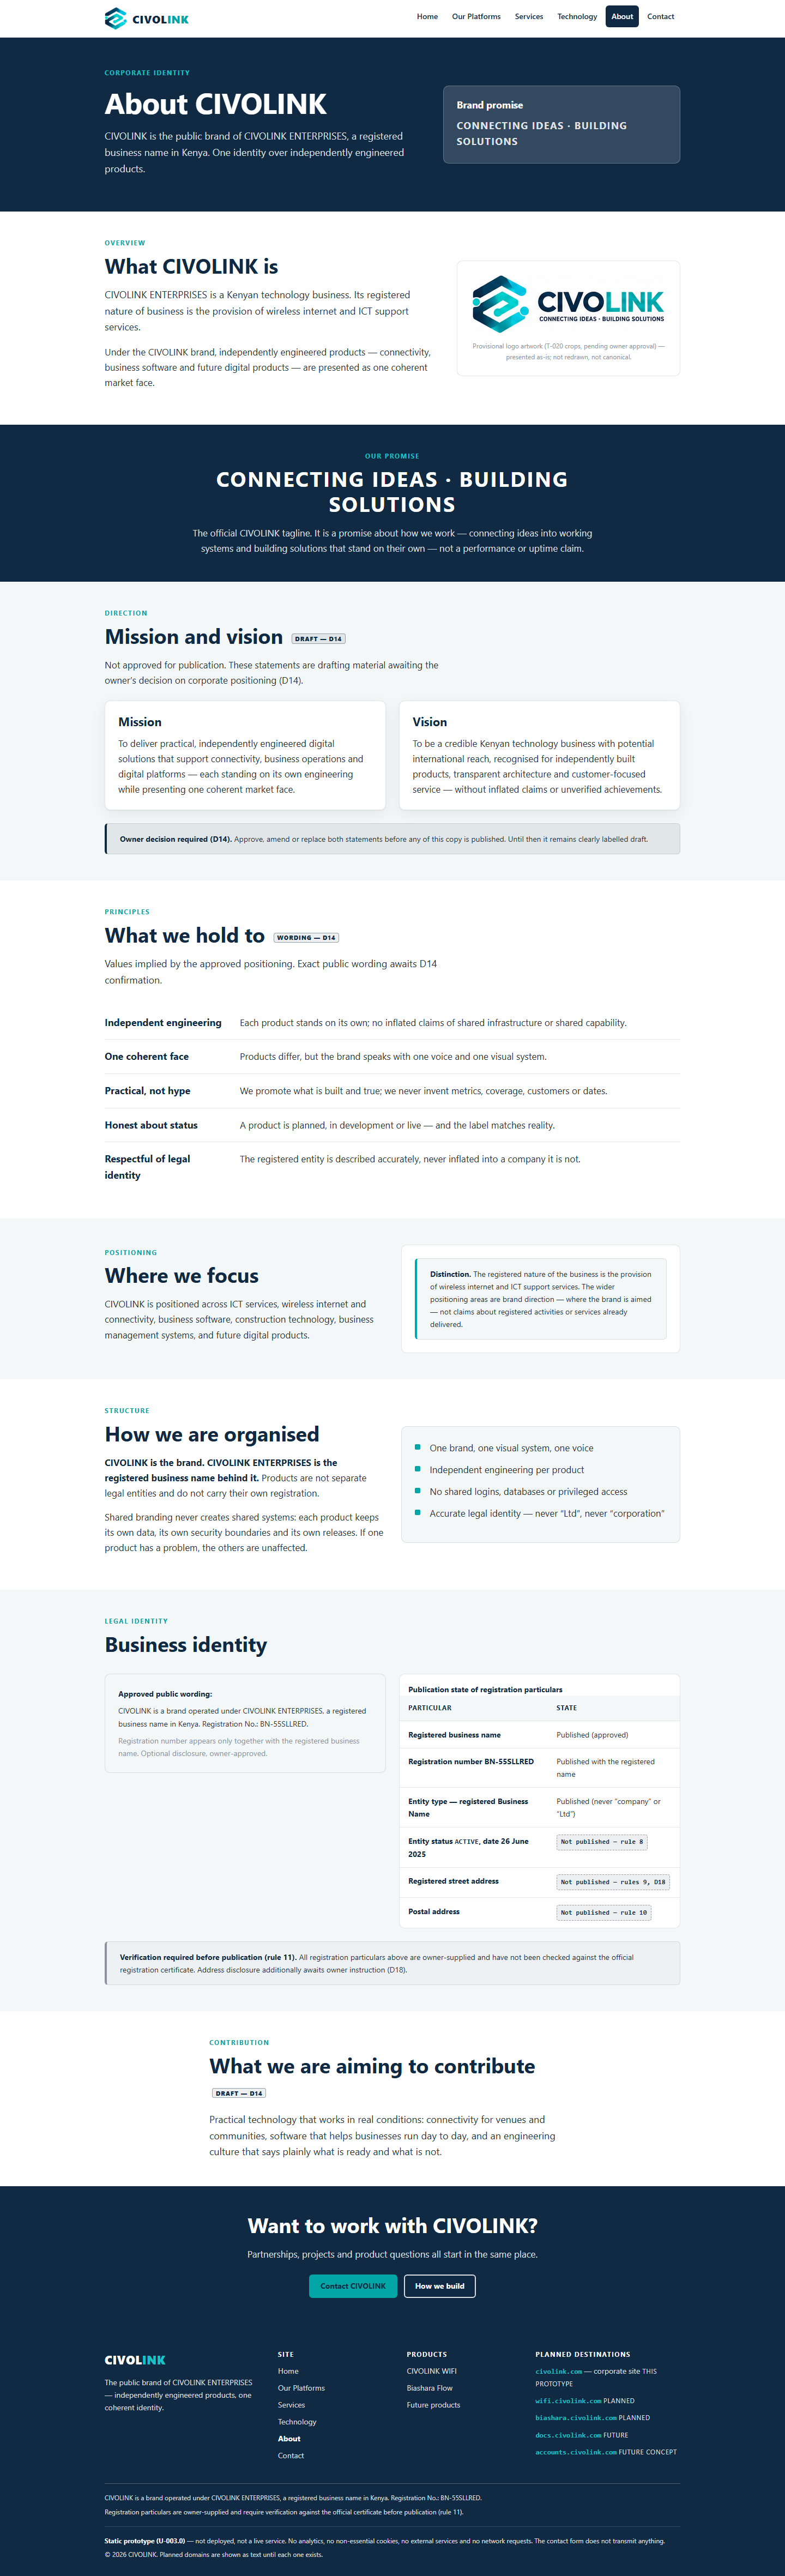 CIVOLINK
Home Our Platforms Services Technology About Contact
CORPORATE IDENTITY
About CIVOLINK
CIVOLINK is the public brand of CIVOLINK ENTERPRISES, a registered
business name in Kenya. One identity over independently engineered
products.
Brand promise
CONNECTING IDEAS · BUILDING
SOLUTIONS
OVERVIEW
What CIVOLINK is
CIVOLINK ENTERPRISES is a Kenyan technology business. Its registered
nature of business is the provision of wireless internet and ICT support
services.
Under the CIVOLINK brand, independently engineered products — connectivity,
business software and future digital products — are presented as one coherent
market face.
CIVOLINK
CONNECTING IDEAS · BUILDING SOLUTIONS
Provisional logo artwork (T-020 crops, pending owner approval) —
presented as-is; not redrawn, not canonical.
OUR PROMISE
CONNECTING IDEAS · BUILDING
SOLUTIONS
The official CIVOLINK tagline. It is a promise about how we work — connecting ideas into working
systems and building solutions that stand on their own — not a performance or uptime claim.
DIRECTION
Mission and vision DRAFT — D14
Not approved for publication. These statements are drafting material awaiting the
owner's decision on corporate positioning (D14).
Mission
To deliver practical, independently engineered digital
solutions that support connectivity, business operations and
digital platforms — each standing on its own engineering
while presenting one coherent market face.
Vision
To be a credible Kenyan technology business with potential
international reach, recognised for independently built
products, transparent architecture and customer-focused
service — without inflated claims or unverified achievements.
Owner decision required (D14). Approve, amend or replace both statements before any of this copy is published. Until then it remains clearly labelled draft.
PRINCIPLES
What we hold to WORDING — D14
Values implied by the approved positioning. Exact public wording awaits D14
confirmation.
Independent engineering Each product stands on its own; no inflated claims of shared infrastructure or shared capability.
One coherent face Products differ, but the brand speaks with one voice and one visual system.
Practical, not hype We promote what is built and true; we never invent metrics, coverage, customers or dates.
Honest about status A product is planned, in development or live — and the label matches reality.
Respectful of legal
identity
The registered entity is described accurately, never inflated into a company it is not.
POSITIONING
Where we focus
CIVOLINK is positioned across ICT services, wireless internet and
connectivity, business software, construction technology, business
management systems, and future digital products.
Distinction. The registered nature of the business is the provision
of wireless internet and ICT support services. The wider
positioning areas are brand direction — where the brand is aimed
— not claims about registered activities or services already
delivered.
STRUCTURE
How we are organised
CIVOLINK is the brand. CIVOLINK ENTERPRISES is the
registered business name behind it. Products are not separate
legal entities and do not carry their own registration.
Shared branding never creates shared systems: each product keeps
its own data, its own security boundaries and its own releases. If one
product has a problem, the others are unaffected.
One brand, one visual system, one voice
Independent engineering per product
No shared logins, databases or privileged access
Accurate legal identity — never "Ltd", never "corporation"
LEGAL IDENTITY
Business identity
Approved public wording:
CIVOLINK is a brand operated under CIVOLINK ENTERPRISES, a registered
business name in Kenya. Registration No.: BN-55SLLRED.
Registration number appears only together with the registered business
name. Optional disclosure, owner-approved.
Publication state of registration particulars
PARTICULAR STATE
Registered business name Published (approved)
Registration number BN-55SLLRED Published with the registered
name
Entity type — registered Business
Name
Published (never "company" or
"Ltd")
Entity status ACTIVE, date 26 June
2025
Not published — rule 8
Registered street address Not published — rules 9, D18
Postal address Not published — rule 10
Verification required before publication (rule 11). All registration particulars above are owner-supplied and have not been checked against the official
registration certificate. Address disclosure additionally awaits owner instruction (D18).
CONTRIBUTION
What we are aiming to contribute
DRAFT — D14
Practical technology that works in real conditions: connectivity for venues and
communities, software that helps businesses run day to day, and an engineering
culture that says plainly what is ready and what is not.
Want to work with CIVOLINK?
Partnerships, projects and product questions all start in the same place.
Contact CIVOLINK How we build
CIVOLINK
The public brand of CIVOLINK ENTERPRISES
— independently engineered products, one
coherent identity.
SITE
Home
Our Platforms
Services
Technology
About
Contact
PRODUCTS
CIVOLINK WIFI
Biashara Flow
Future products
PLANNED DESTINATIONS
civolink.com — corporate site THIS
PROTOTYPE
wifi.civolink.com PLANNED
biashara.civolink.com PLANNED
docs.civolink.com FUTURE
accounts.civolink.com FUTURE CONCEPT
CIVOLINK is a brand operated under CIVOLINK ENTERPRISES, a registered business name in Kenya. Registration No.: BN-55SLLRED.
Registration particulars are owner-supplied and require verification against the official certificate before publication (rule 11).
Static prototype (U-003.0) — not deployed, not a live service. No analytics, no non-essential cookies, no external services and no network requests. The contact form does not transmit anything.
© 2026 CIVOLINK. Planned domains are shown as text until each one exists.